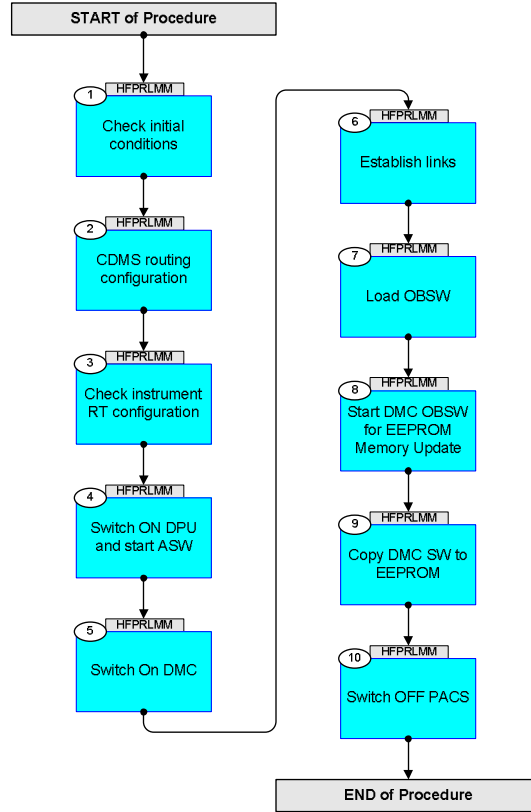 START of Procedure
HFPRLMM
1
Check initial
conditions
HFPRLMM
2
CDMS routing
configuration
HFPRLMM
3
Check instrument
RT configuration
HFPRLMM
4
Switch ON DPU
and start ASW
HFPRLMM
5
Switch On DMC
HFPRLMM
6
Establish links
HFPRLMM
7
Load OBSW
HFPRLMM
8
Start DMC OBSW
for EEPROM
Memory Update
HFPRLMM
9
Copy DMC SW to
EEPROM
HFPRLMM
10
Switch OFF PACS
END of Procedure